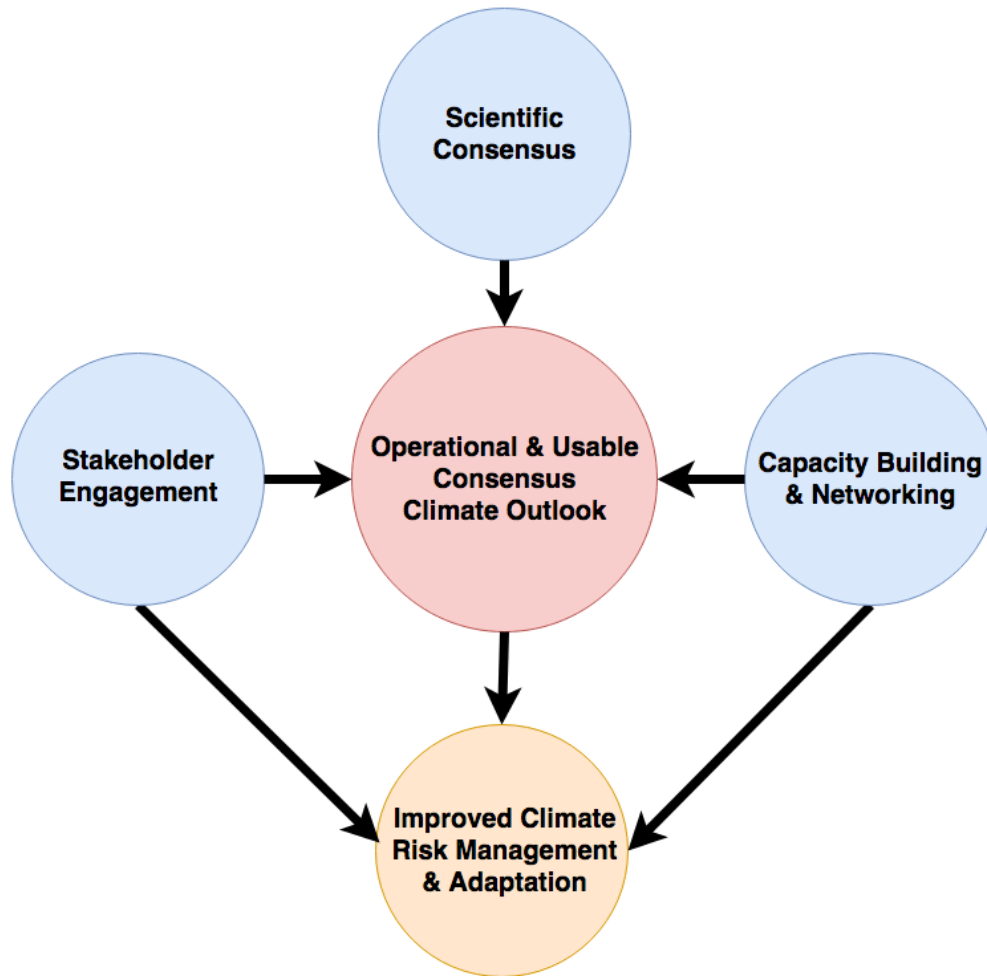 Scientific
Consensus
Stakeholder
Engagement
Operational & Usable
Consensus
Climate Outlook
Capacity Building
& Networking
Improved Climate
Risk Management
& Adaptation